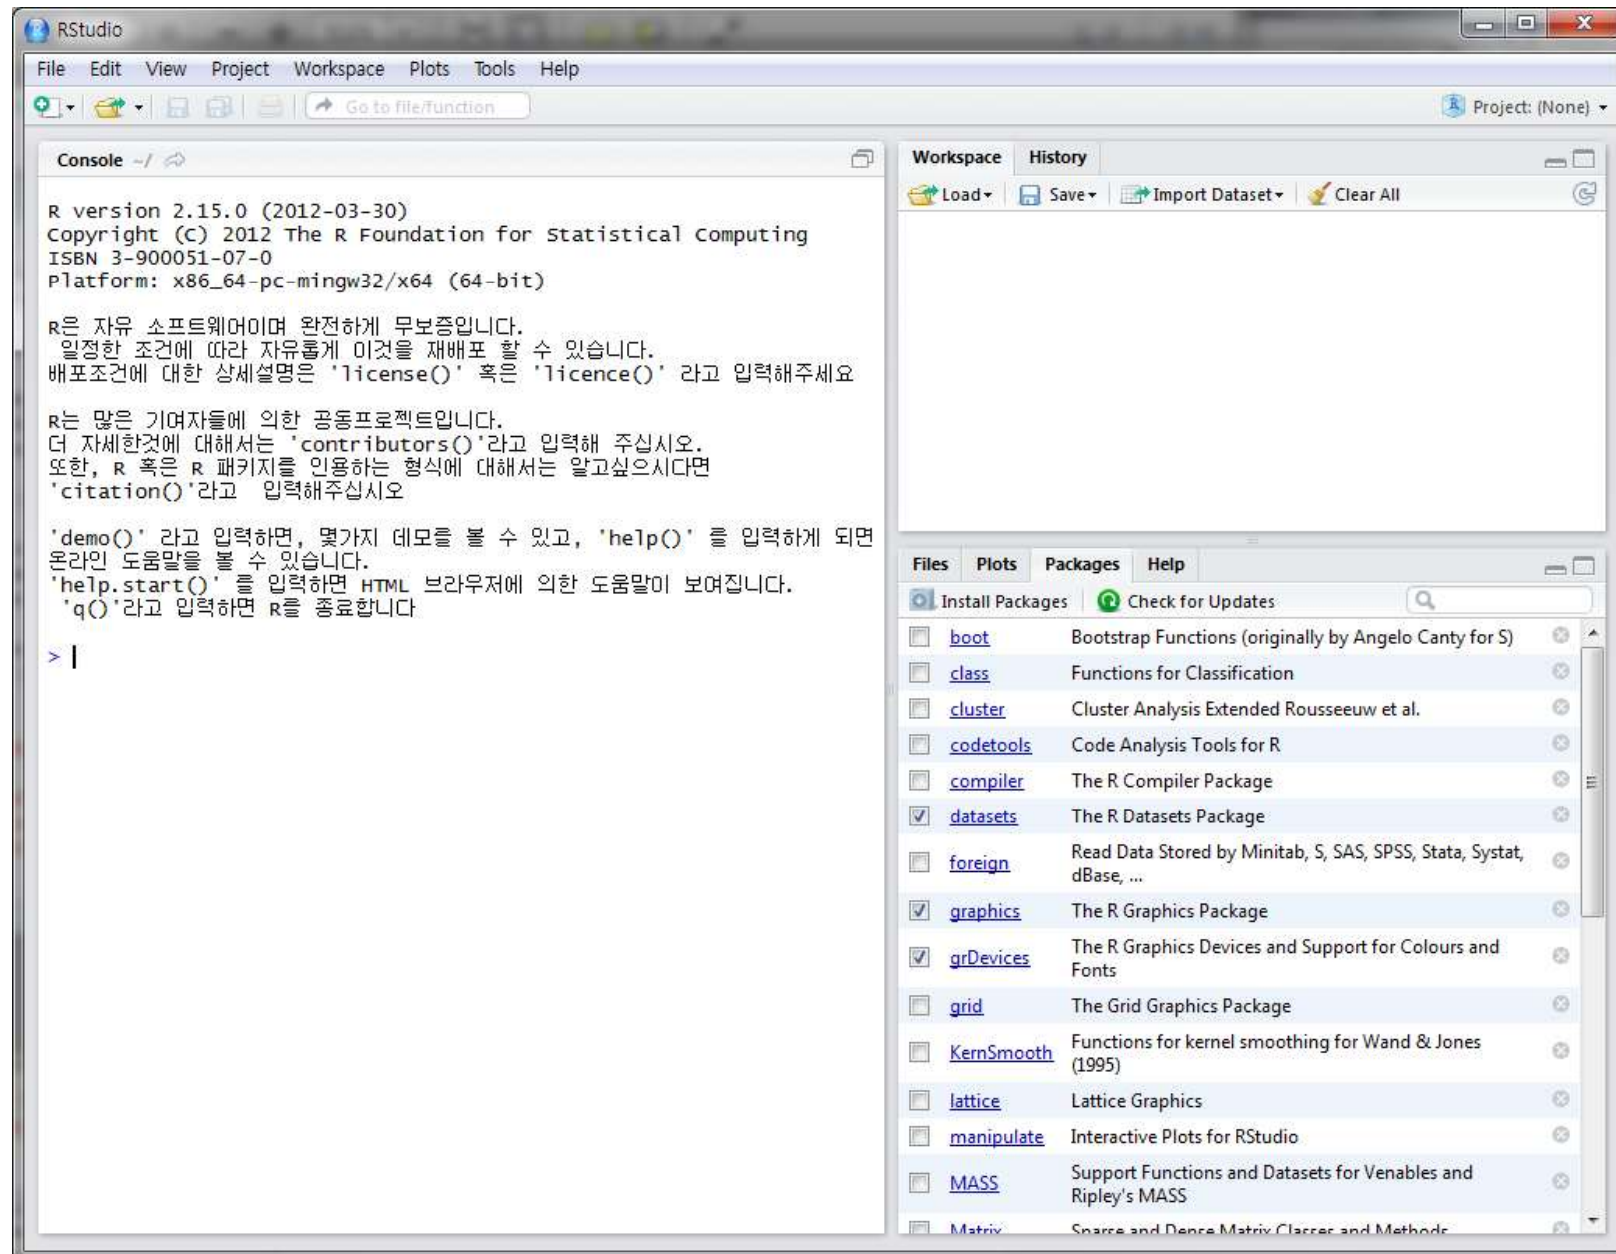 RStudio
File Edit View Project Workspace Plots Tools Help
Go to file/function
Project: (None)
Console ~/
R version 2.15.0 (2012-03-30)
Copyright (C) 2012 The R Foundation for Statistical Computing
ISBN 3-900051-07-0
Platform: x86_64-pc-mingw32/x64 (64-bit)
R은 자유 소프트웨어이며 완전하게 무보증입니다.
일정한 조건에 따라 자유롭게 이것을 재배포 할 수 있습니다.
배포조건에 대한 상세설명은 'license()' 혹은 'licence()' 라고 입력해주세요
R는 많은 기여자들에 의한 공동프로젝트입니다.
더 자세한것에 대해서는 'contributors()'라고 입력해 주십시오.
또한, R 혹은 R 패키지를 인용하는 형식에 대해서는 알고싶으시다면
'citation()'라고 입력해주십시오
'demo()' 라고 입력하면, 몇가지 데모를 볼 수 있고, 'help()' 를 입력하게 되면
온라인 도움말을 볼 수 있습니다.
'help.start()' 를 입력하면 HTML 브라우저에 의한 도움말이 보여집니다.
'q()'라고 입력하면 R를 종료합니다
>
Workspace History
Load Save Import Dataset Clear All
Files Plots Packages Help
Install Packages Check for Updates
boot Bootstrap Functions (originally by Angelo Canty for S)
class Functions for Classification
cluster Cluster Analysis Extended Rousseeuw et al.
codetools Code Analysis Tools for R
compiler The R Compiler Package
datasets The R Datasets Package
foreign Read Data Stored by Minitab, S, SAS, SPSS, Stata, Systat,
dBase, ...
graphics The R Graphics Package
grDevices The R Graphics Devices and Support for Colours and
Fonts
grid The Grid Graphics Package
KernSmooth Functions for kernel smoothing for Wand & Jones
(1995)
lattice Lattice Graphics
manipulate Interactive Plots for RStudio
MASS Support Functions and Datasets for Venables and
Ripley's MASS
Matrix Sparse and Dense Matrix Classes and Methods